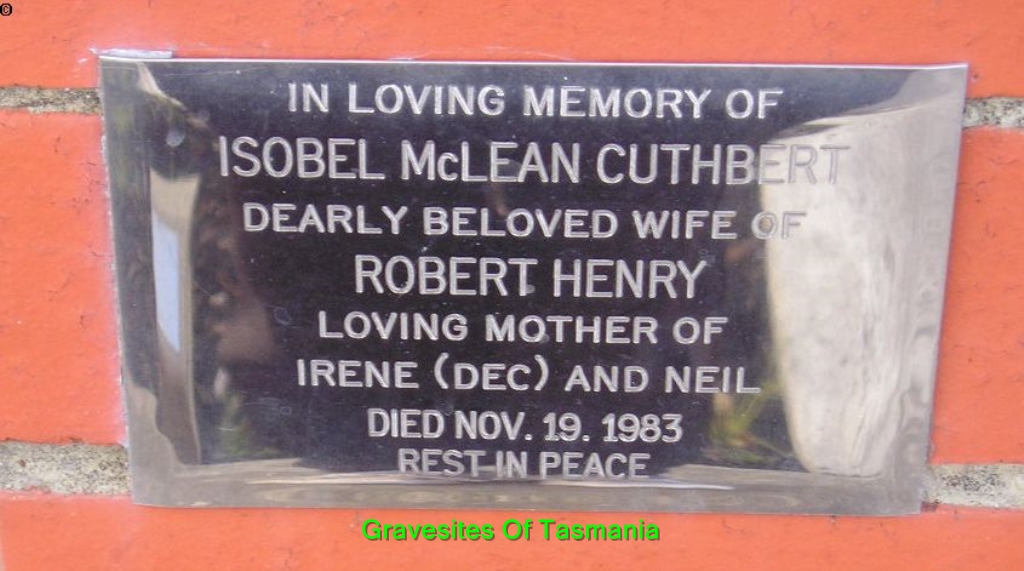 ©
IN LOVING MEMORY OF
ISOBEL McLEAN CUTHBERT
DEARLY BELOVED WIFE OF
ROBERT HENRY
LOVING MOTHER OF
IRENE (DEC) AND NEIL
DIED NOV. 19. 1983
REST IN PEACE
Gravesites Of Tasmania